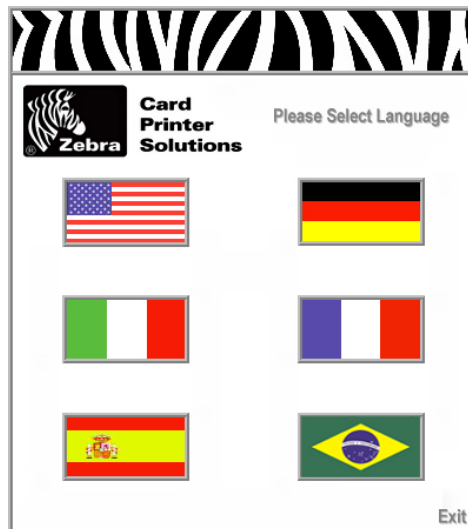 Card
Printer
Solutions
Please Select Language
® Zebra
Exit